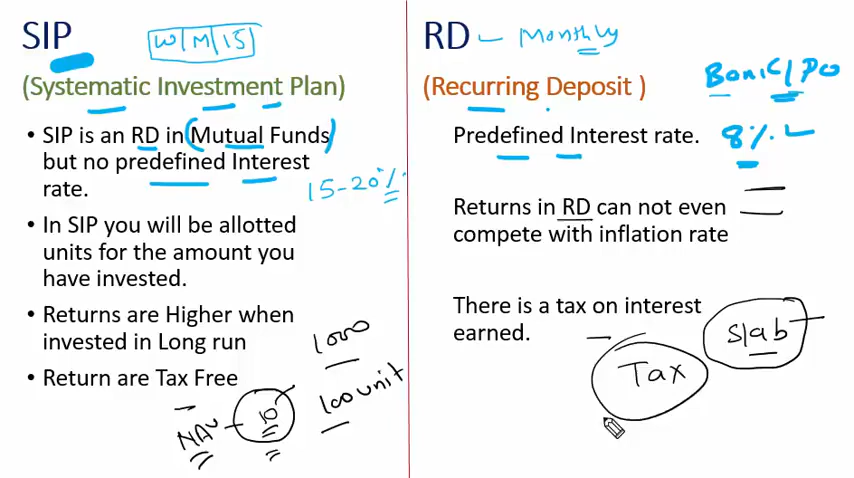 SIP
W|M|15
(Systematic Investment Plan)
• SIP is an RD in (Mutual Funds)
but no predefined Interest
rate.
15-20%
• In SIP you will be allotted
units for the amount you
have invested.
• Returns are Higher when
invested in Long run
1000
• Return are Tax Free
100 unit
NAV - 10
RD - Monthly
(Recurring Deposit )
Bank/PO
Predefined Interest rate.
8%
Returns in RD can not even
compete with inflation rate
There is a tax on interest
earned.
Slab
Tax